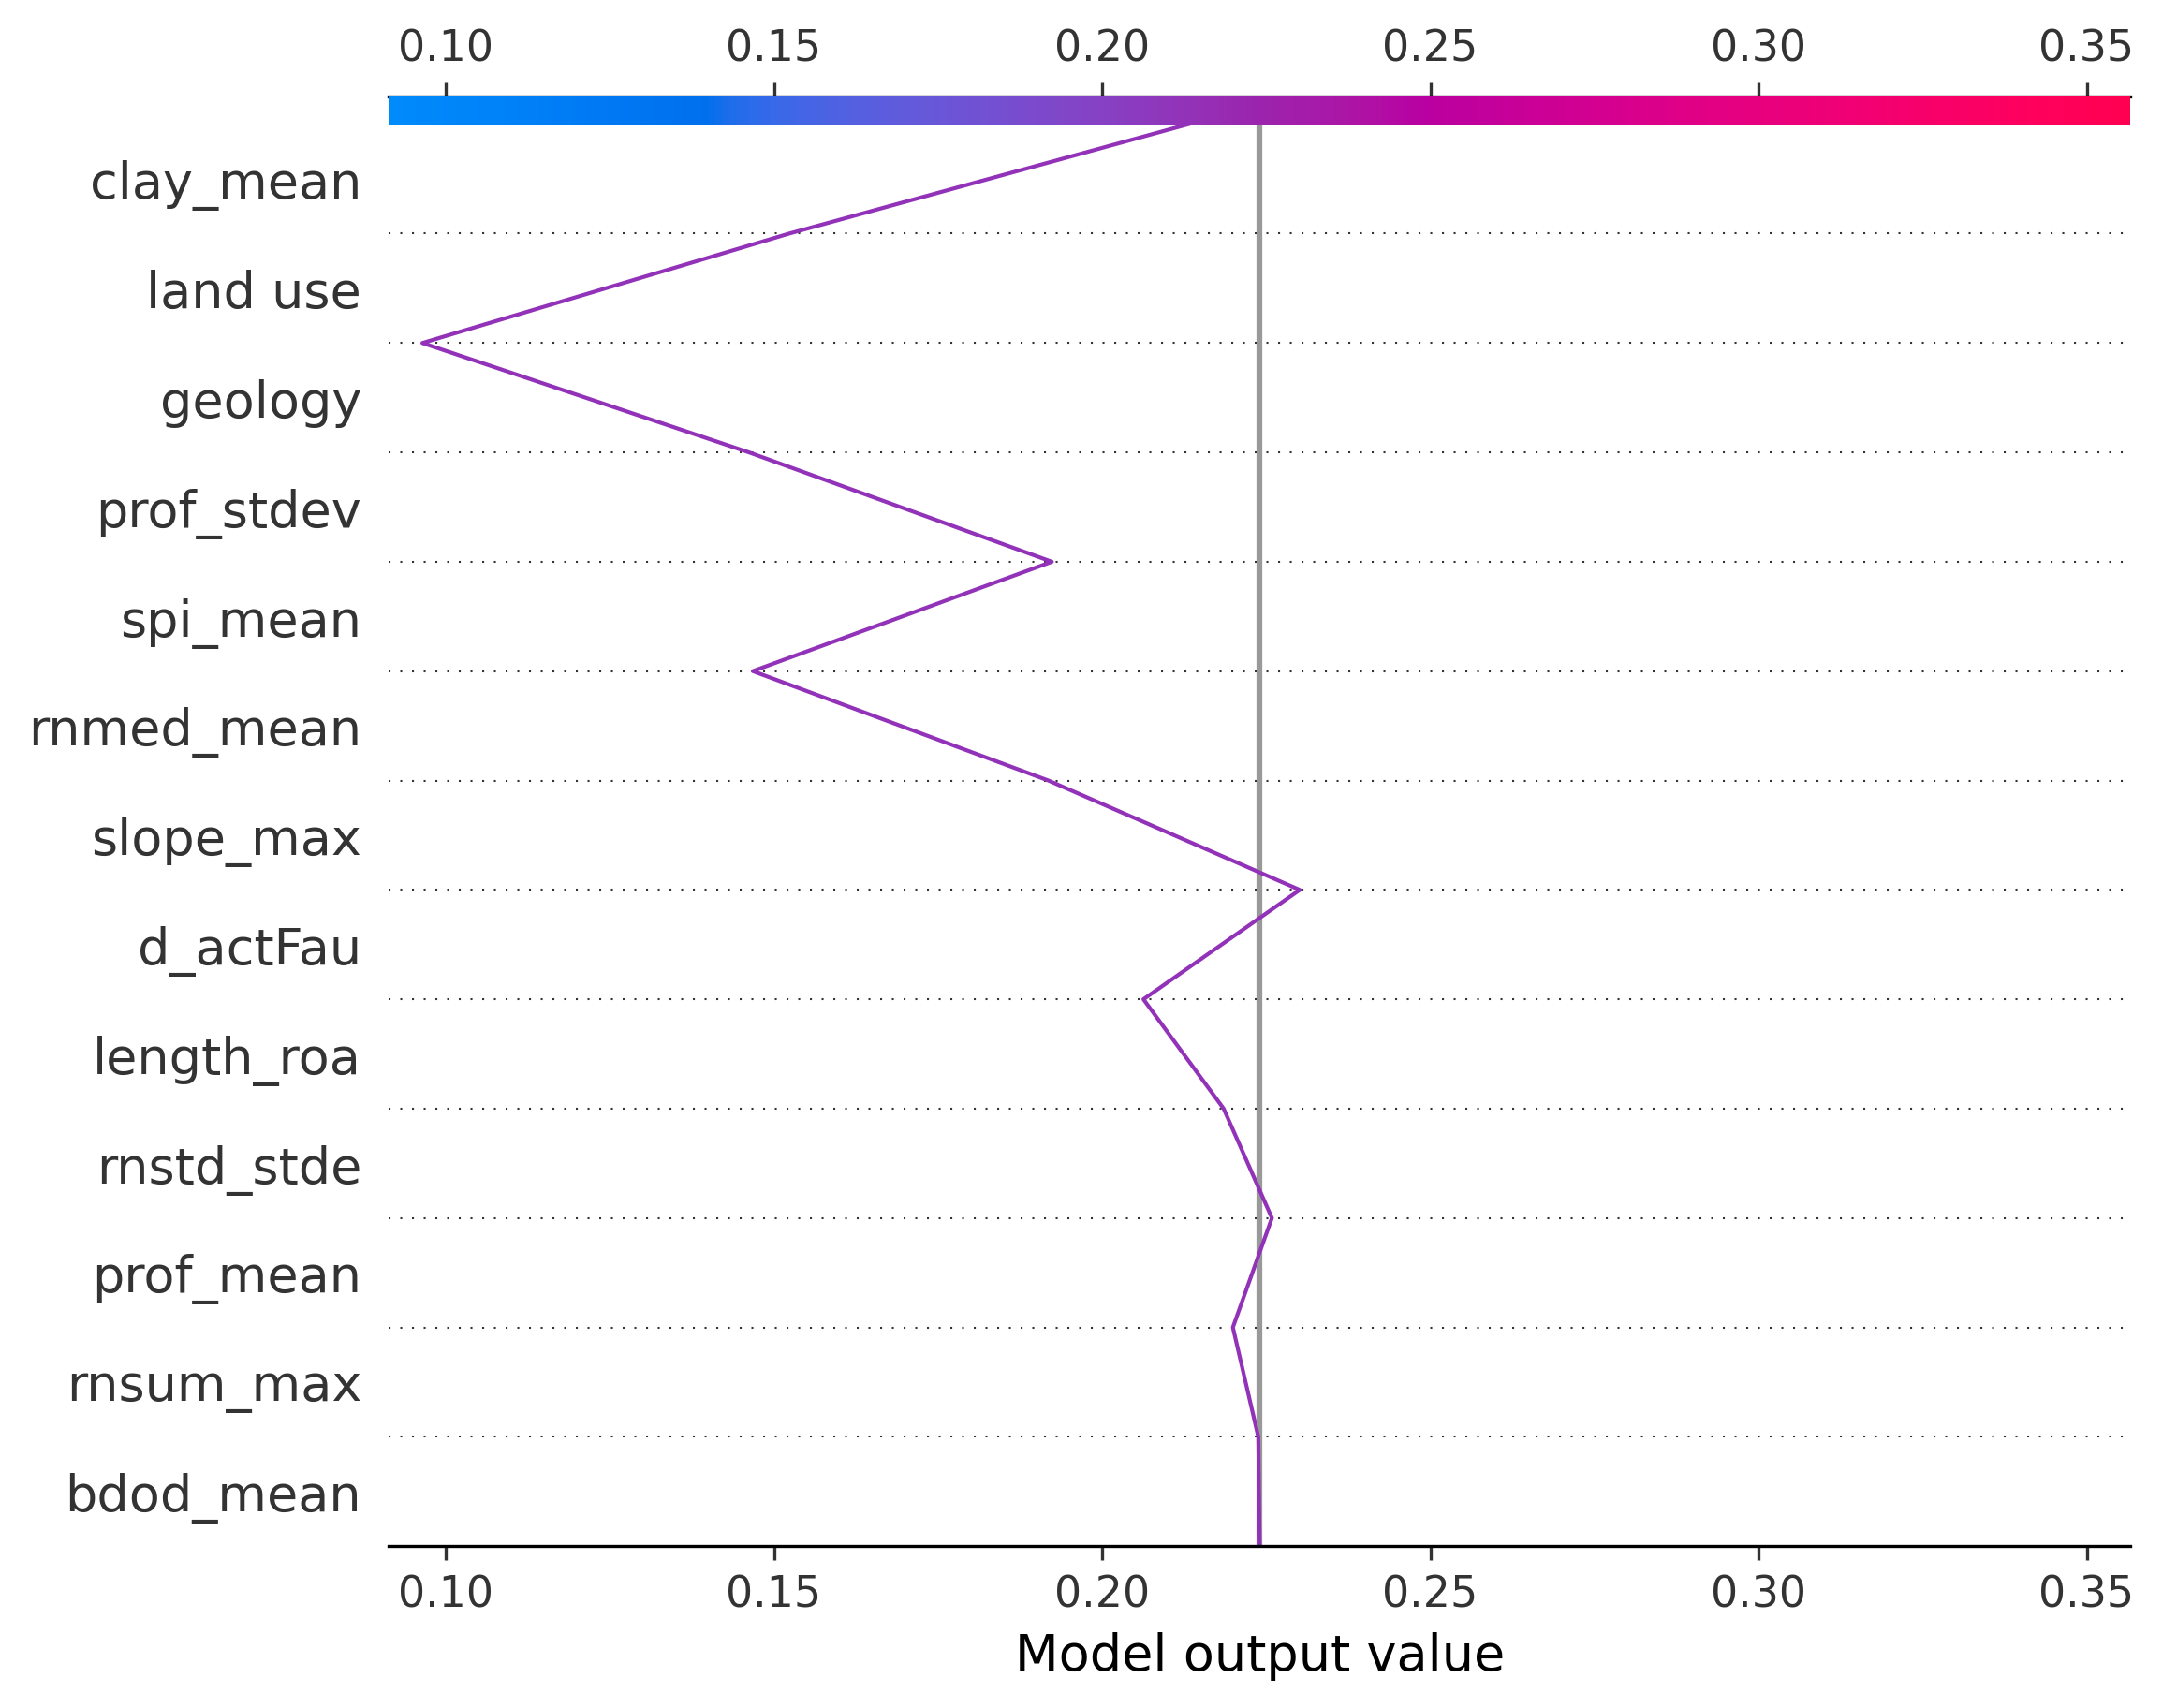 0.10 0.15 0.20 0.25 0.30 0.35
clay_mean
land use
geology
prof_stdev
spi_mean
rnmed_mean
slope_max
d_actFau
length_roa
rnstd_stde
prof_mean
rnsum_max
bdod_mean
0.10 0.15 0.20 0.25 0.30 0.35
Model output value